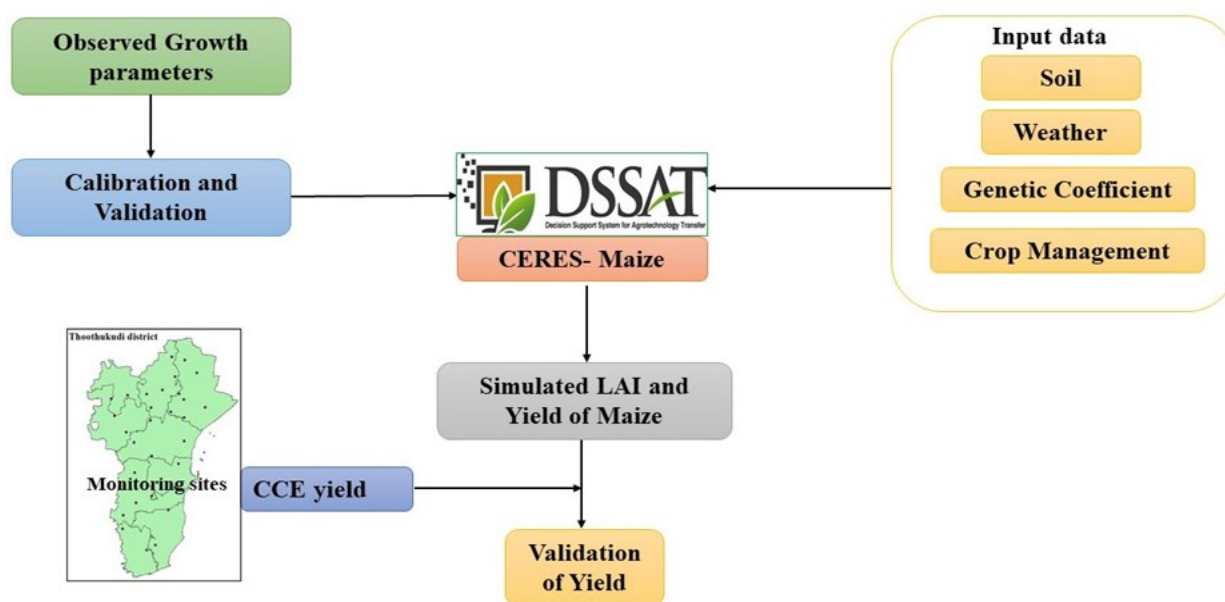 Observed Growth
parameters
Calibration and
Validation
DSSAT
Decision Support System for Agrotechnology Transfer
CERES- Maize
Input data
Soil
Weather
Genetic Coefficient
Crop Management
Simulated LAI and
Yield of Maize
Thoothukudi district
Monitoring sites
CCE yield
Validation
of Yield